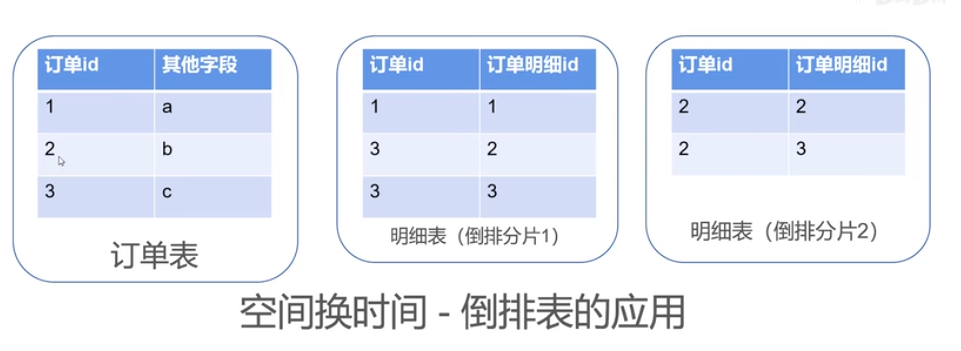 订单id 其他字段
1 a
2 b
3 c
订单表
订单id 订单明细id
1 1
3 2
3 3
明细表（倒排分片1）
订单id 订单明细id
2 2
2 3
明细表（倒排分片2）
空间换时间 - 倒排表的应用